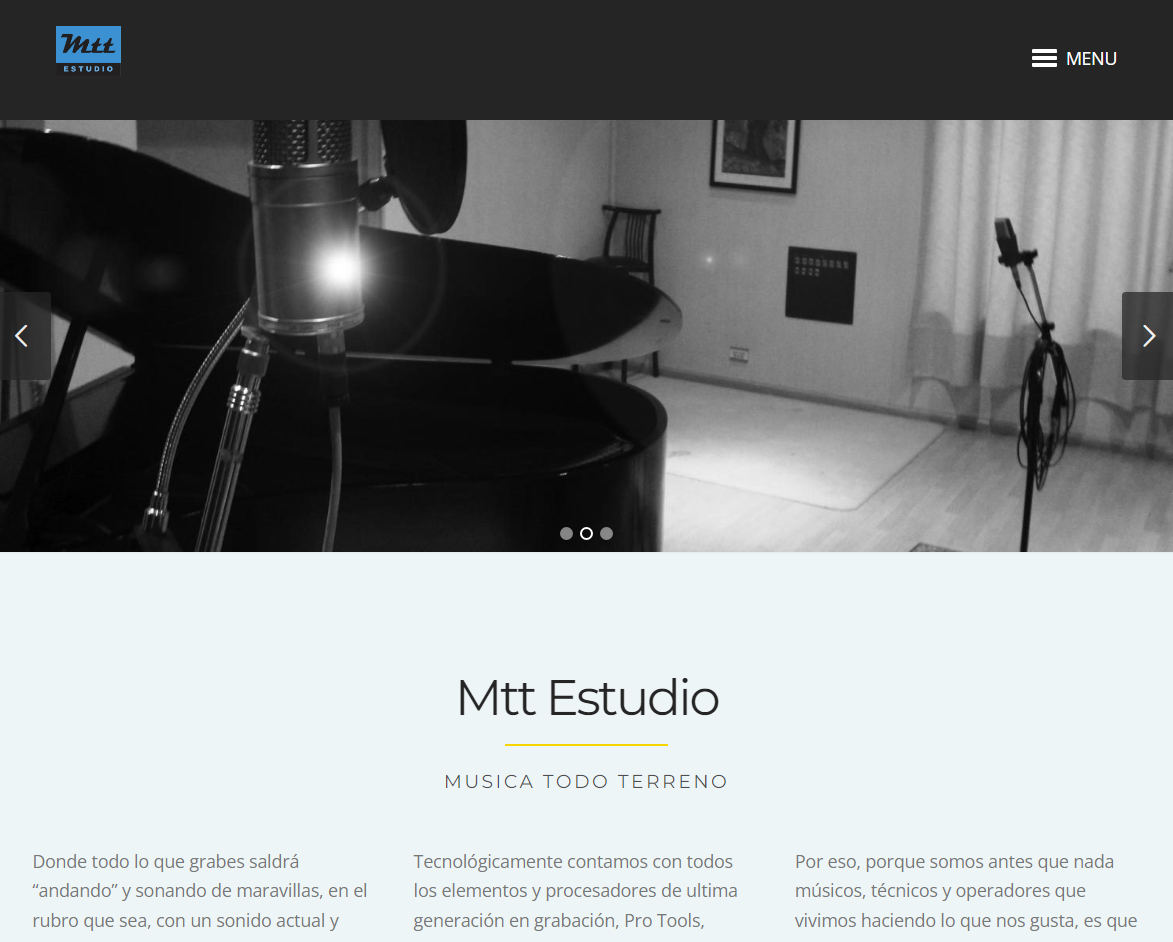 Mtt
ESTUDIO
MENU
Mtt Estudio
MUSICA TODO TERRENO
Donde todo lo que grabes saldrá
“andando” y sonando de maravillas, en el
rubro que sea, con un sonido actual y
Tecnológicamente contamos con todos
los elementos y procesadores de ultima
generación en grabación, Pro Tools,
Por eso, porque somos antes que nada
músicos, técnicos y operadores que
vivimos haciendo lo que nos gusta, es que